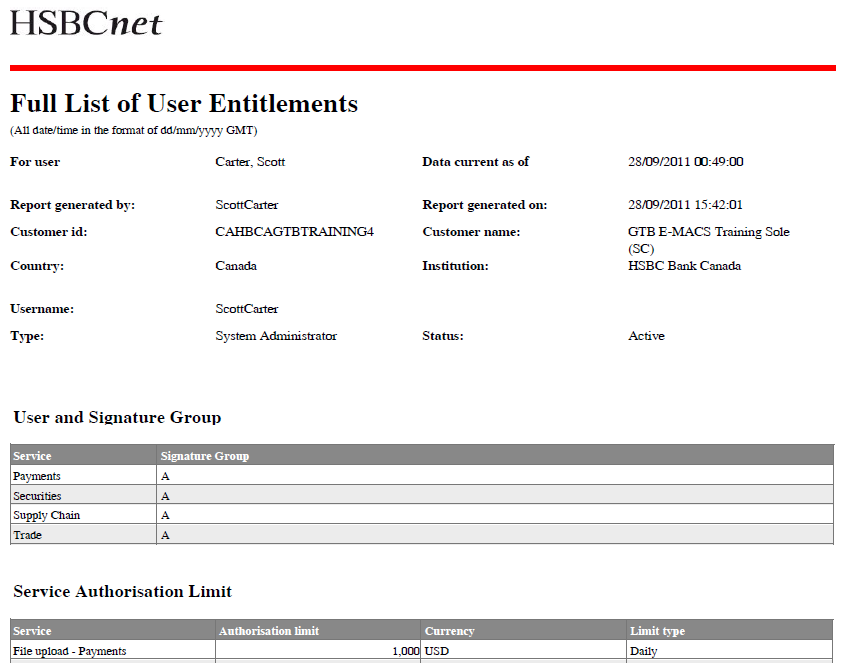 HSBCnet
Full List of User Entitlements
(All date/time in the format of dd/mm/yyyy GMT)
For user Carter, Scott Data current as of 28/09/2011 00:49:00
Report generated by: ScottCarter Report generated on: 28/09/2011 15:42:01
Customer id: CAHBCAGTBTRAINING4 Customer name: GTB E-MACS Training Sole
(SC)
Country: Canada Institution: HSBC Bank Canada
Username: ScottCarter
Type: System Administrator Status: Active
User and Signature Group
Service Signature Group
Payments A
Securities A
Supply Chain A
Trade A
Service Authorisation Limit
Service Authorisation limit Currency Limit type
File upload - Payments 1,000 USD Daily